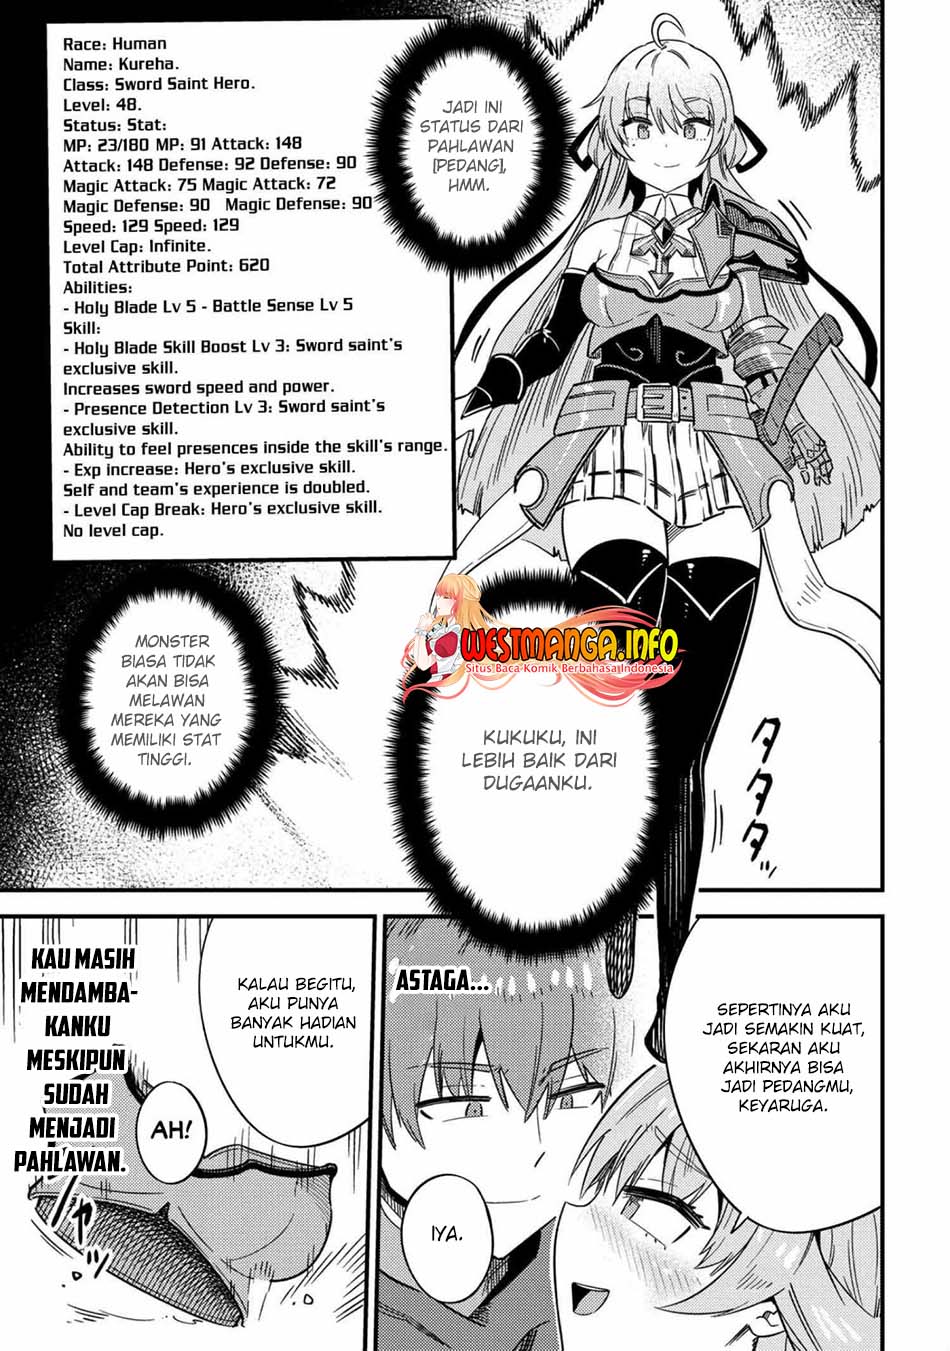 Race: Human
Name: Kureha.
Class: Sword Saint Hero.
Level: 48.
Status: Stat:
MP: 23/180 MP: 91 Attack: 148
Attack: 148 Defense: 92 Defense: 90
Magic Attack: 75 Magic Attack: 72
Magic Defense: 90 Magic Defense: 90
Speed: 129 Speed: 129
Level Cap: Infinite.
Total Attribute Point: 620
Abilities:
- Holy Blade Lv 5 - Battle Sense Lv 5
Skill:
- Holy Blade Skill Boost Lv 3: Sword saint's
exclusive skill.
Increases sword speed and power.
- Presence Detection Lv 3: Sword saint's
exclusive skill.
Ability to feel presences inside the skill's range.
- Exp increase: Hero's exclusive skill.
Self and team's experience is doubled.
- Level Cap Break: Hero's exclusive skill.
No level cap.
JADI INI
STATUS DARI
PAHLAWAN
[PEDANG],
HMM.
MONSTER
BIASA TIDAK
AKAN BISA
MELAWAN
MEREKA YANG
MEMILIKI STAT
TINGGI.
WESTMANGA.INFO
Situs Baca Komik Berbahasa Indonesia
KUKUKU, INI
LEBIH BAIK DARI
DUGAANKU.
タタタタッ
SEPERTINYA AKU
JADI SEMAKIN KUAT,
SEKARAN AKU
AKHIRNYA BISA
JADI PEDANGMU,
KEYARUGA.
ASTAGA...
IYA.
KALAU BEGITU,
AKU PUNYA
BANYAK HADIAN
UNTUKMU.
KAU MASIH
MENDAMBA-
KANKU
MESKIPUN
SUDAH
MENJADI
PAHLAWAN.
AH!